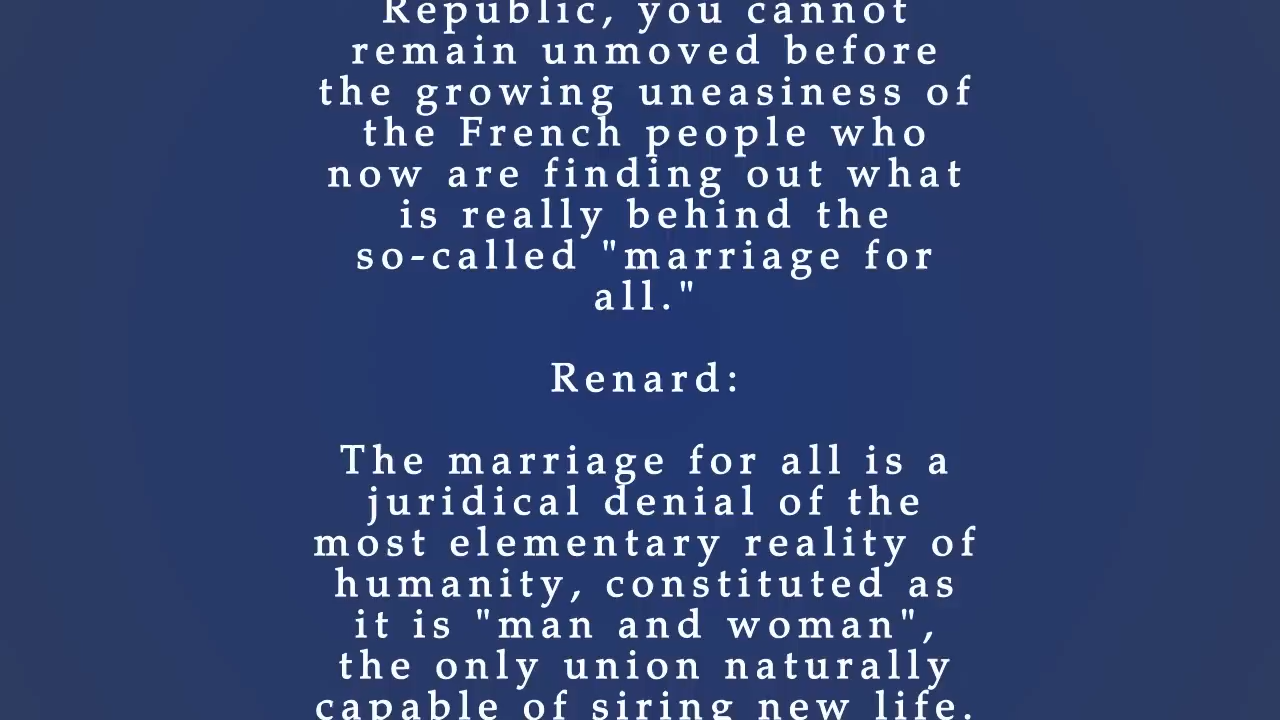 Republic, you cannot
remain unmoved before
the growing uneasiness of
the French people who
now are finding out what
is really behind the
so-called "marriage for
all."
Renard:
The marriage for all is a
juridical denial of the
most elementary reality of
humanity, constituted as
it is "man and woman",
the only union naturally
capable of siring new life.